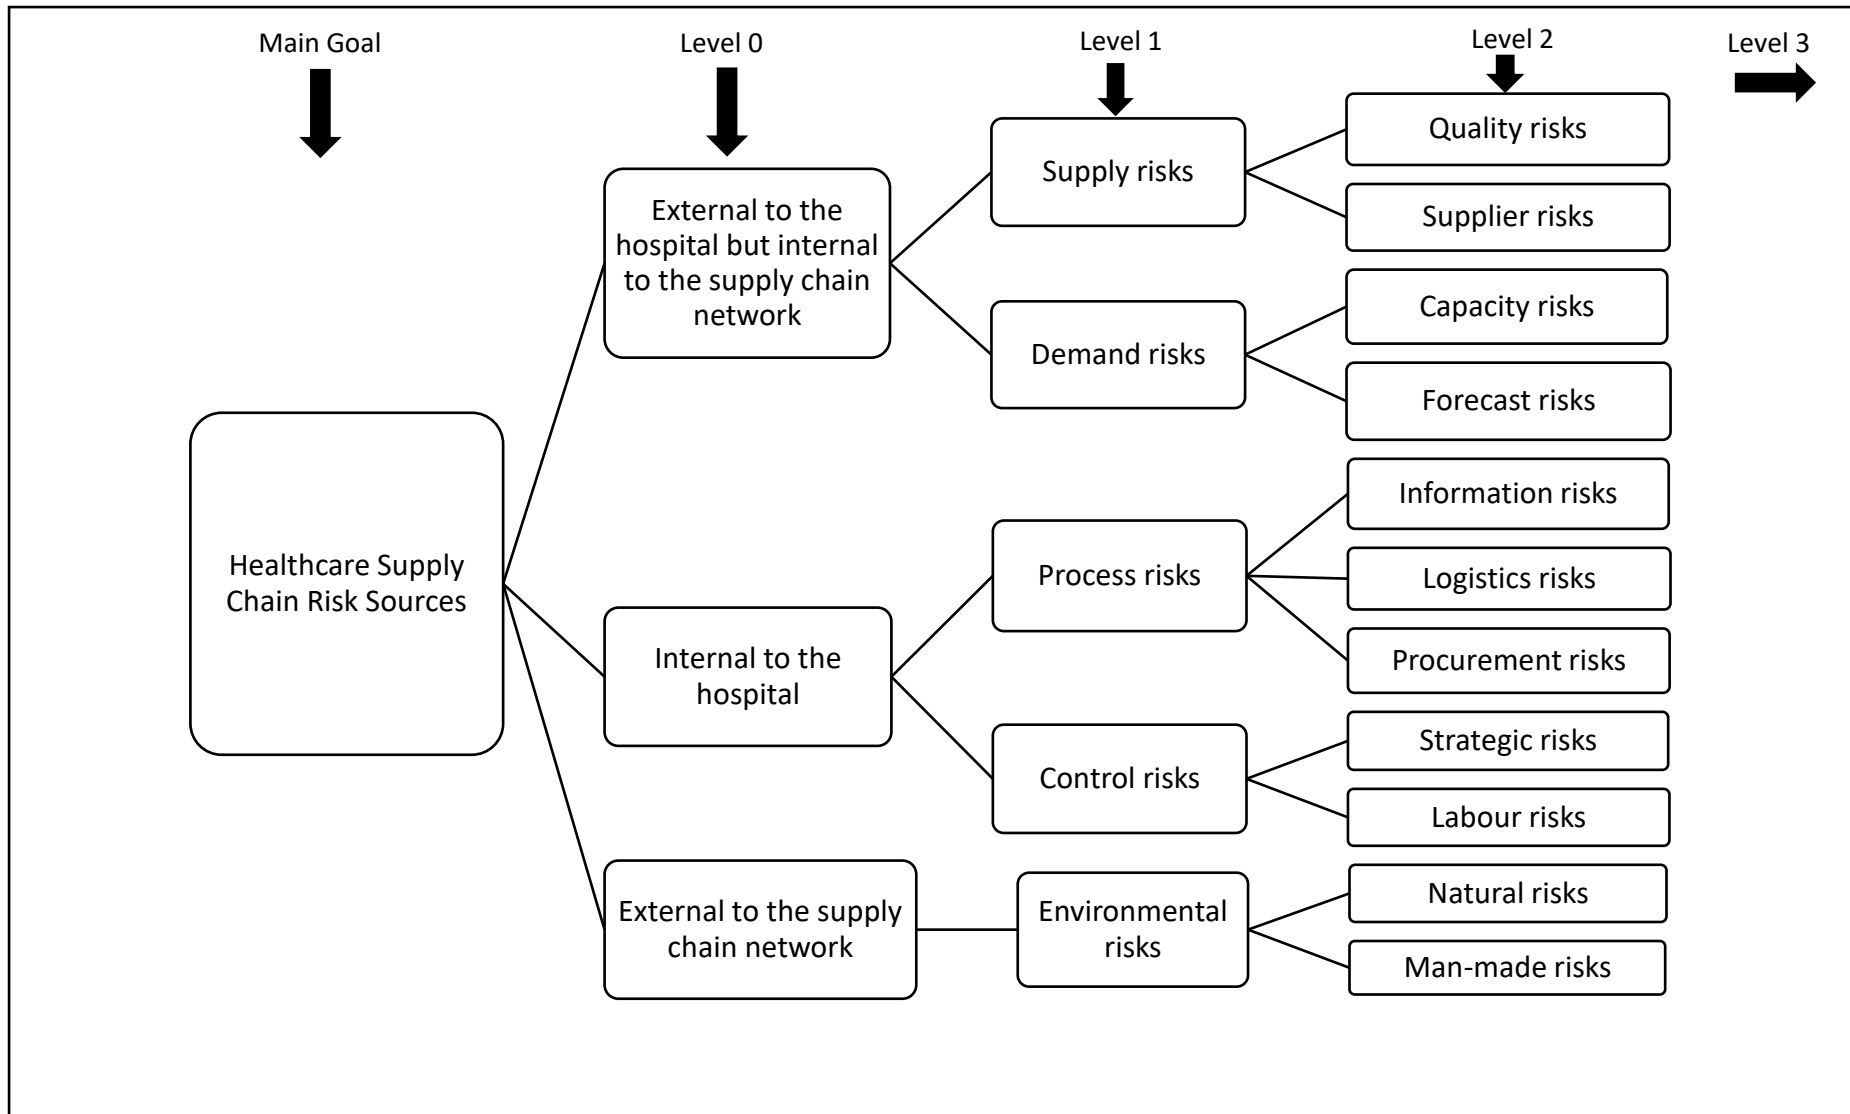 Main Goal
Level 0
Level 1
Level 2
Level 3
Healthcare Supply
Chain Risk Sources
External to the
hospital but internal
to the supply chain
network
Internal to the
hospital
External to the supply
chain network
Supply risks
Demand risks
Process risks
Control risks
Environmental
risks
Quality risks
Supplier risks
Capacity risks
Forecast risks
Information risks
Logistics risks
Procurement risks
Strategic risks
Labour risks
Natural risks
Man-made risks